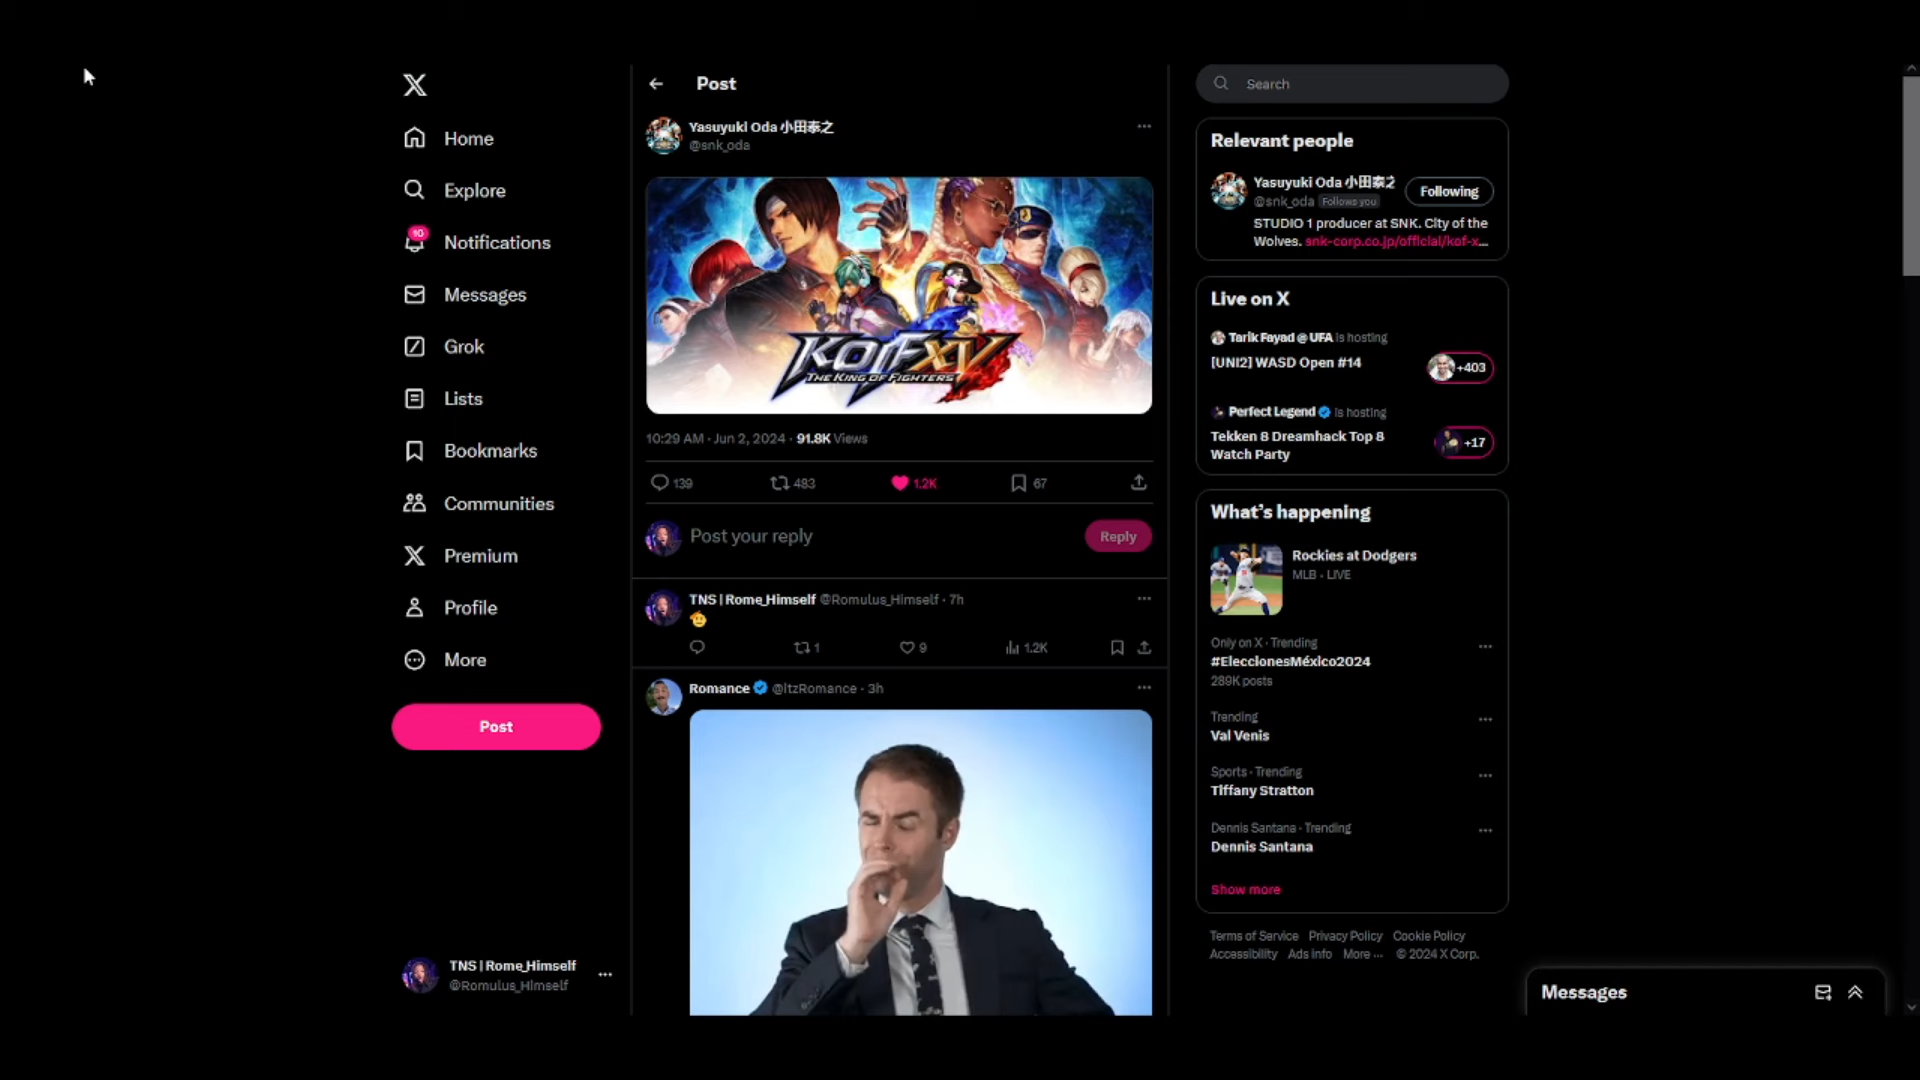 Home
Explore
10
Notifications
Messages
Grok
Lists
Bookmarks
Communities
Premium
Profile
More
Post
TNS | Rome_Himself
@Romulus_Himself
Post
Yasuyuki Oda 小田泰之
@snk_oda
KOF XV
THE KING OF FIGHTERS
10:29 AM · Jun 2, 2024 · 91.8K Views
139 483 1.2K 67
Post your reply
Reply
TNS | Rome_Himself @Romulus_Himself · 7h
1 9 1.2K
Romance @ItzRomance · 3h
Search
Relevant people
Yasuyuki Oda 小田泰之
Following
@snk_oda Follows you
STUDIO 1 producer at SNK. City of the
Wolves. snk-corp.co.jp/official/kof-x...
Live on X
Tarik Fayad @ UFA is hosting
[UNI2] WASD Open #14
+403
Perfect Legend is hosting
Tekken 8 Dreamhack Top 8
Watch Party
+17
What's happening
Rockies at Dodgers
MLB · LIVE
Only on X · Trending
#EleccionesMéxico2024
289K posts
Trending
Val Venis
Sports · Trending
Tiffany Stratton
Dennis Santana · Trending
Dennis Santana
Show more
Terms of Service Privacy Policy Cookie Policy
Accessibility Ads info More ··· © 2024 X Corp.
Messages